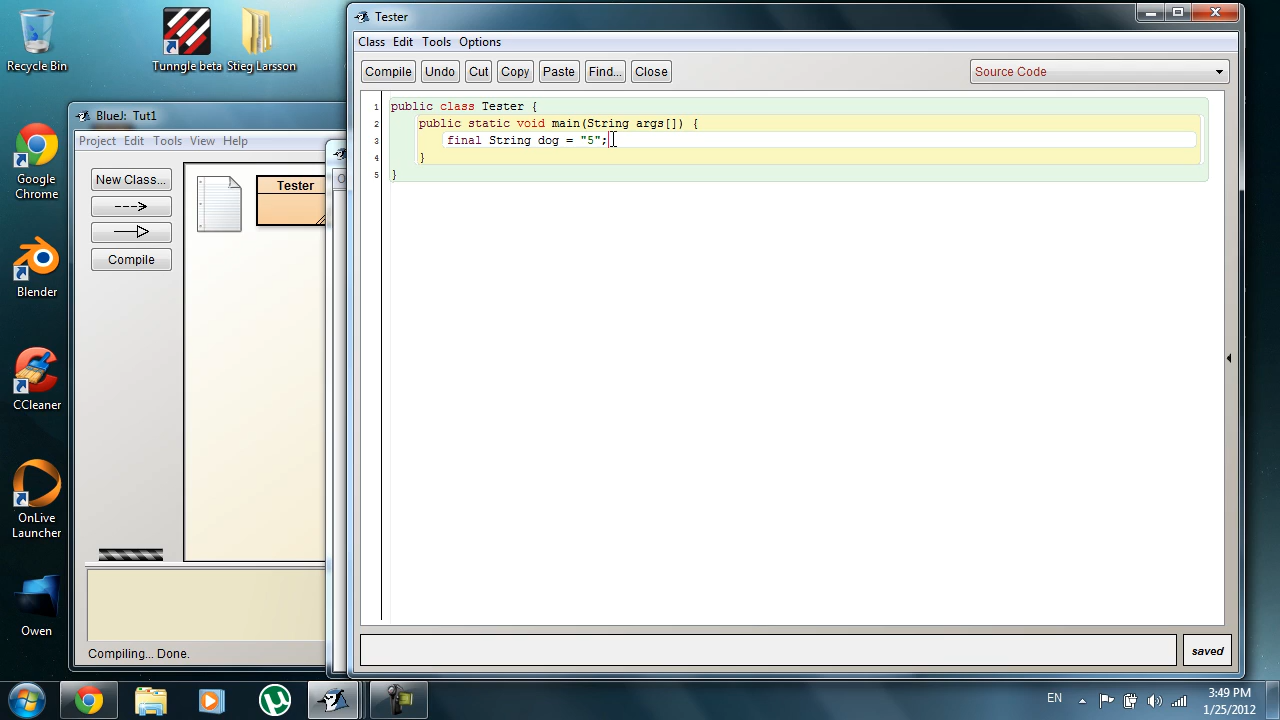 Recycle Bin
Tunngle beta
Stieg Larsson
Google
Chrome
Blender
CCleaner
OnLive
Launcher
Owen
BlueJ: Tut1
Project Edit Tools View Help
New Class...
Compile
Tester
Compiling... Done.
Tester
Class Edit Tools Options
Compile Undo Cut Copy Paste Find... Close
Source Code
1 public class Tester {
2 public static void main(String args[]) {
3 final String dog = "5";
4 }
5 }
saved
EN
3:49 PM
1/25/2012